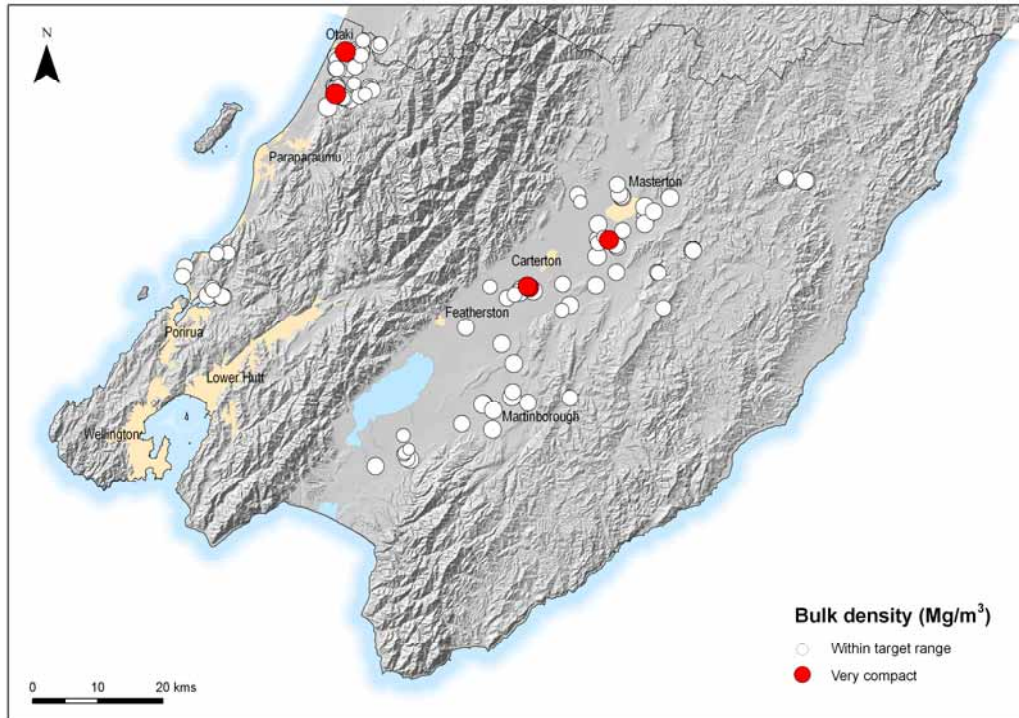 N
Otaki
Paraparaumu
Masterton
Carterton
Featherston
Porirua
Lower Hutt
Martinborough
Wellington
Bulk density (Mg/m³)
Within target range
Very compact
0 10 20 kms